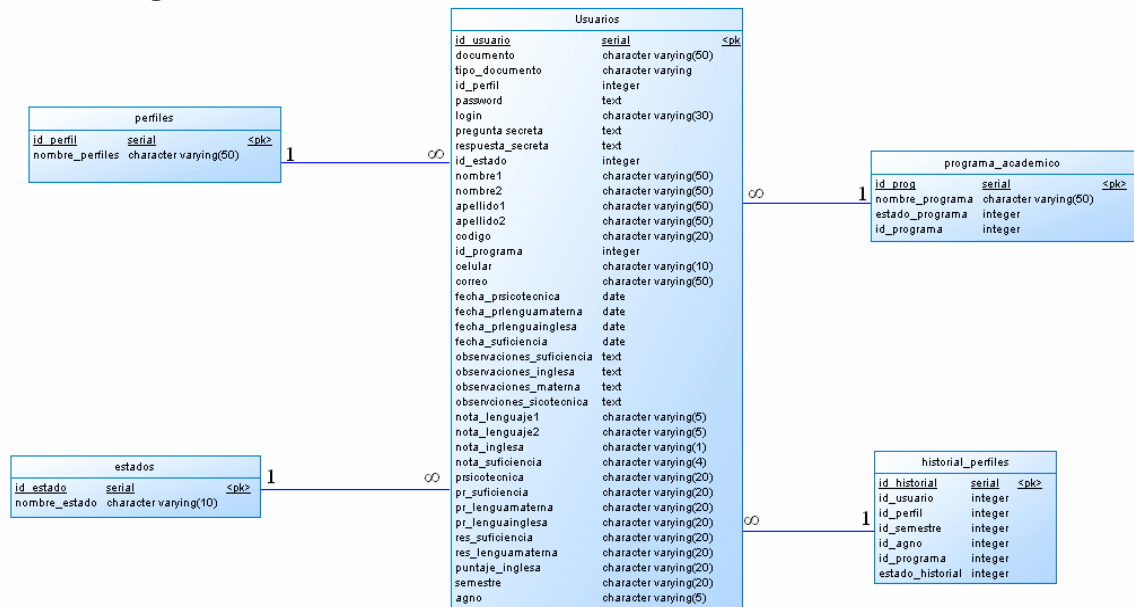 Usuarios
id_usuario serial <pk
documento character varying(50)
tipo_documento character varying
id_perfil integer
password text
login character varying(30)
pregunta secreta text
respuesta_secreta text
id_estado integer
nombre1 character varying(50)
nombre2 character varying(50)
apellido1 character varying(50)
apellido2 character varying(50)
codigo character varying(20)
id_programa integer
celular character varying(10)
correo character varying(50)
fecha_prsicotecnica date
fecha_prlenguamaterna date
fecha_prlenguainglesa date
fecha_suficiencia date
observaciones_suficiencia text
observaciones_inglesa text
observaciones_materna text
observciones_sicotecnica text
nota_lenguaje1 character varying(5)
nota_lenguaje2 character varying(5)
nota_inglesa character varying(1)
nota_suficiencia character varying(4)
prsicotecnica character varying(20)
pr_suficiencia character varying(20)
pr_lenguamaterna character varying(20)
pr_lenguainglesa character varying(20)
res_suficiencia character varying(20)
res_lenguamaterna character varying(20)
puntaje_inglesa character varying(20)
semestre character varying(20)
agno character varying(5)
perfiles
id_perfil serial <pk>
nombre_perfiles character varying(50)
1 ∞
estados
id_estado serial <pk>
nombre_estado character varying(10)
1 ∞
programa_academico
id_prog serial <pk>
nombre_programa character varying(50)
estado_programa integer
id_programa integer
∞ 1
historial_perfiles
id_historial serial <pk>
id_usuario integer
id_perfil integer
id_semestre integer
id_agno integer
id_programa integer
estado_historial integer
∞ 1